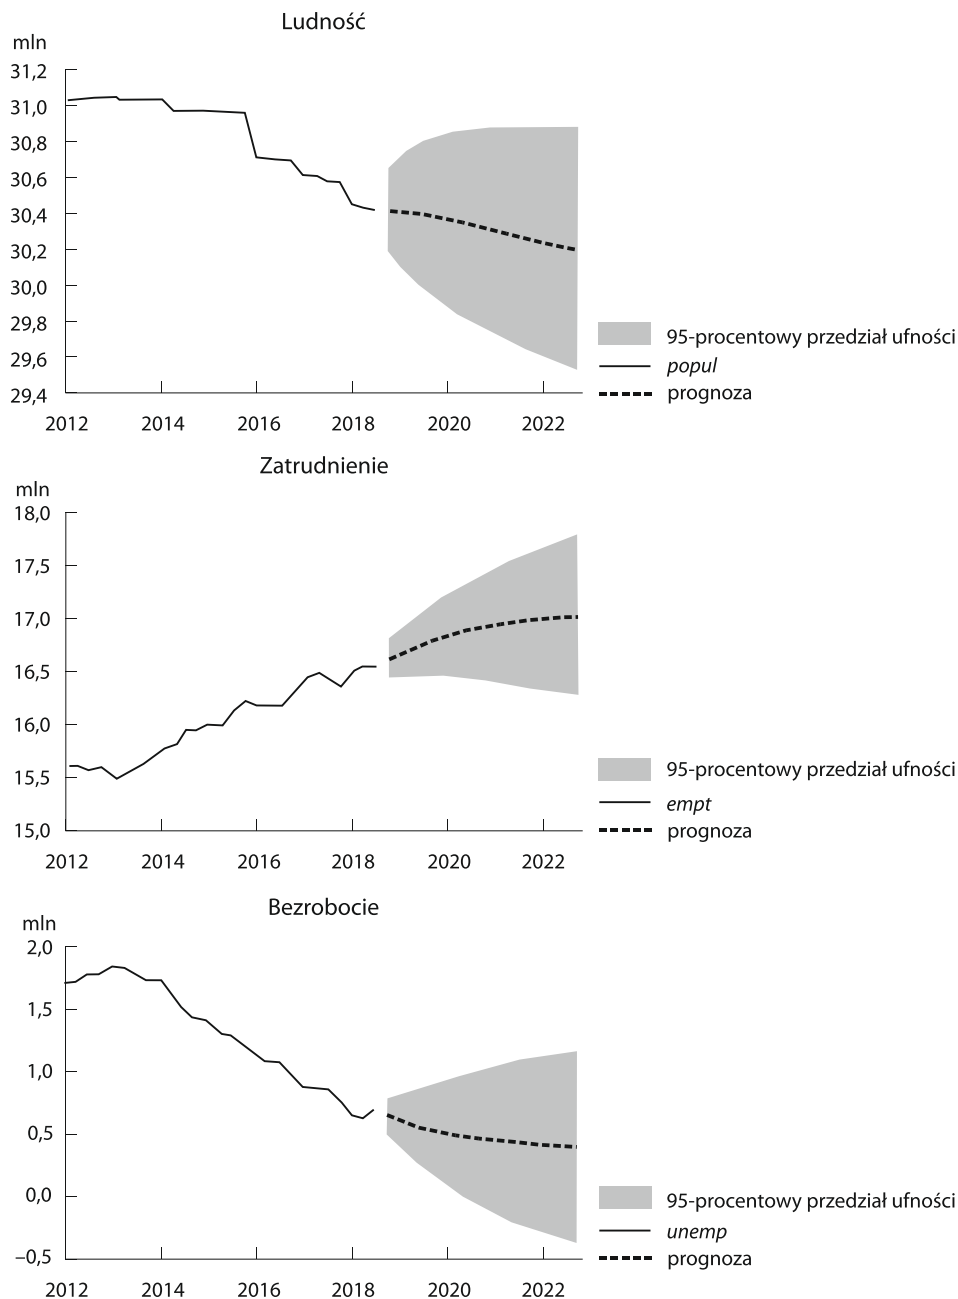 Ludność
mln
31,2
31,0
30,8
30,6
30,4
30,2
30,0
29,8
29,6
29,4
2012 2014 2016 2018 2020 2022
95-procentowy przedział ufności
popul
prognoza
Zatrudnienie
mln
18,0
17,5
17,0
16,5
16,0
15,5
15,0
2012 2014 2016 2018 2020 2022
95-procentowy przedział ufności
empt
prognoza
Bezrobocie
mln
2,0
1,5
1,0
0,5
0,0
–0,5
2012 2014 2016 2018 2020 2022
95-procentowy przedział ufności
unemp
prognoza